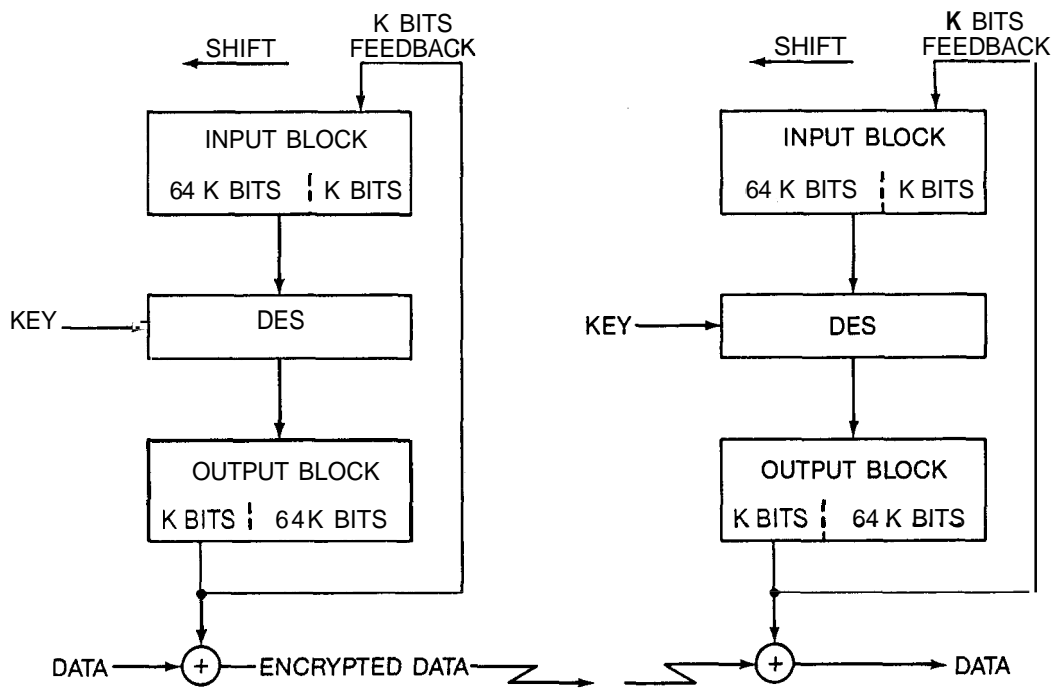 K BITS
FEEDBACK
SHIFT
INPUT BLOCK
64 K BITS K BITS
KEY
DES
OUTPUT BLOCK
K BITS 64K BITS
DATA
ENCRYPTED DATA
K BITS
FEEDBACK
SHIFT
INPUT BLOCK
64 K BITS K BITS
KEY
DES
OUTPUT BLOCK
K BITS 64 K BITS
DATA